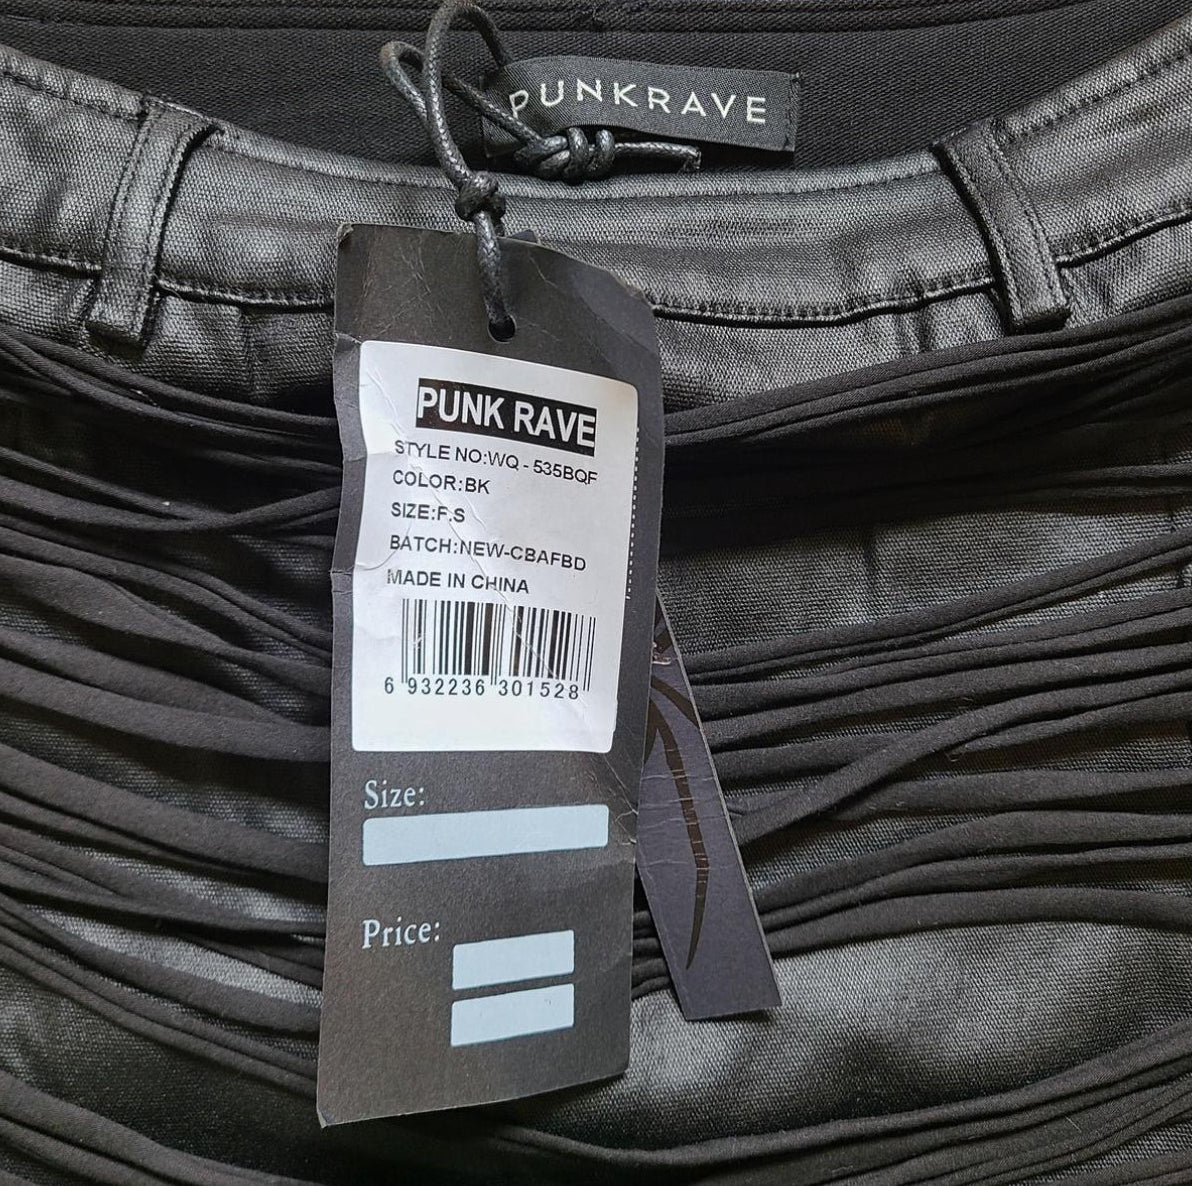 PUNKRAVE
PUNK RAVE
STYLE NO:WQ - 535BQF
COLOR:BK
SIZE:F.S
BATCH:NEW-CBAFBD
MADE IN CHINA
6 932236 301528
Size:
Price: